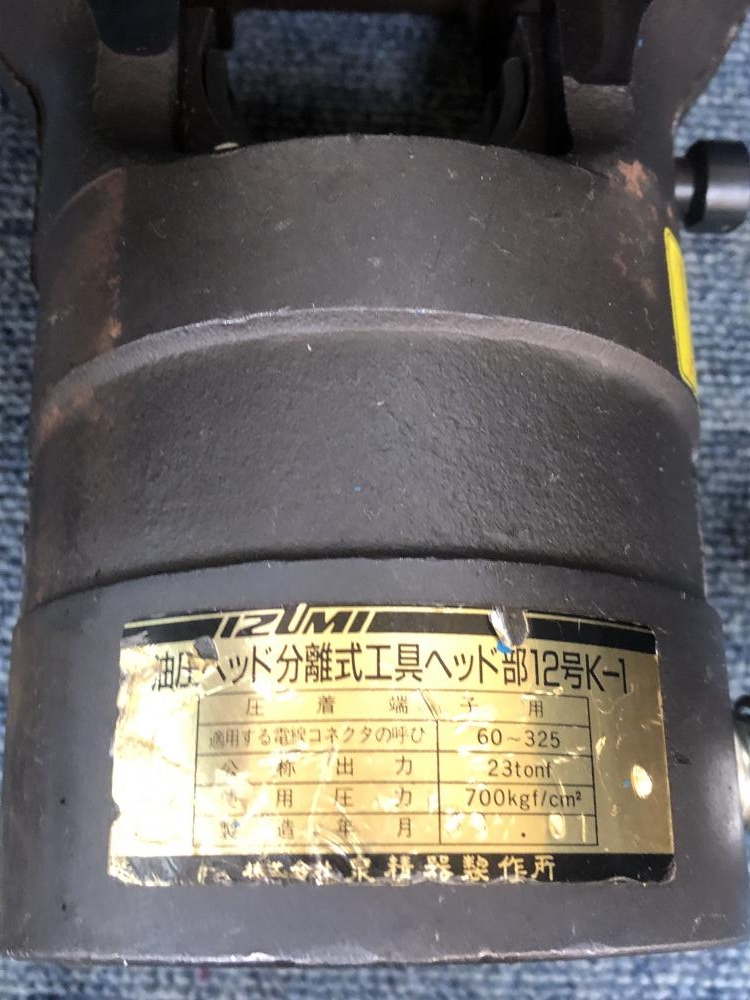 IZUMI
油圧ヘッド分離式工具ヘッド部12号K-1
圧着端子用
適用する電線コネクタの呼び 60~325
公称出力 23tonf
使用圧力 700kgf/cm²
製造年月 . 01
株式会社 泉精器製作所